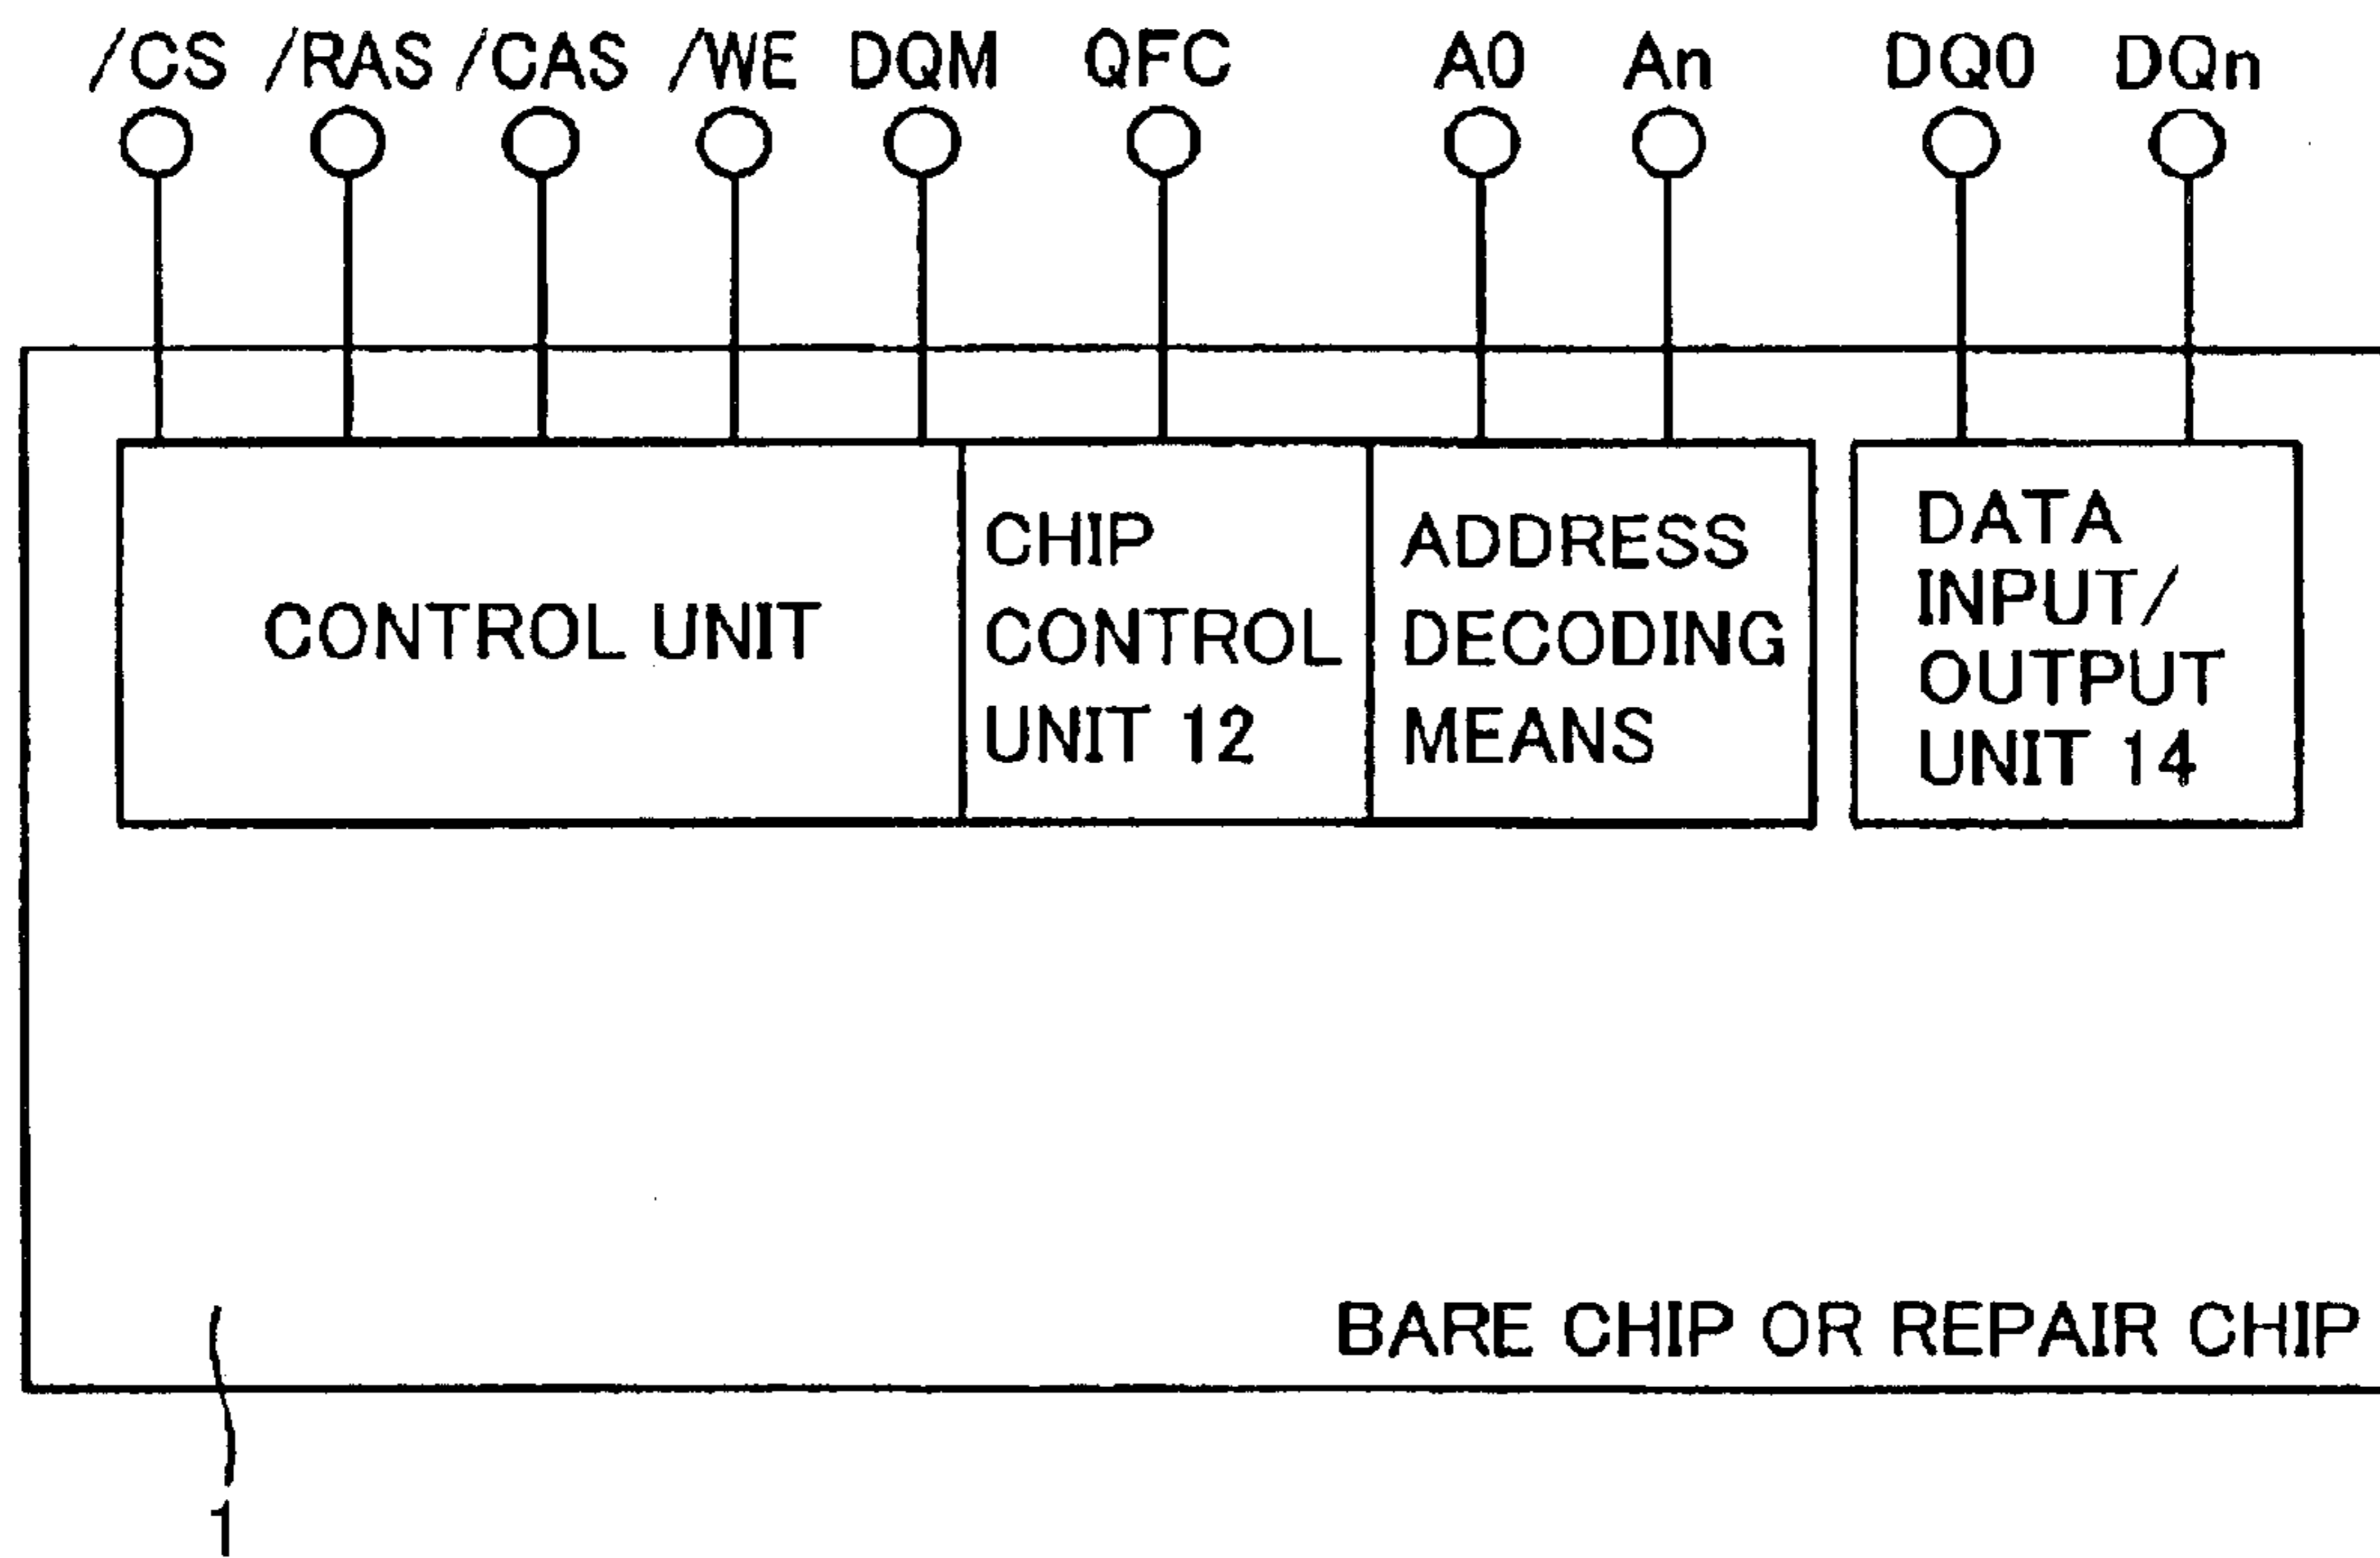 /CS /RAS /CAS /WE DQM QFC A0 An DQ0 DQn
CONTROL UNIT
CHIP
CONTROL
UNIT 12
ADDRESS
DECODING
MEANS
DATA
INPUT/
OUTPUT
UNIT 14
BARE CHIP OR REPAIR CHIP
1